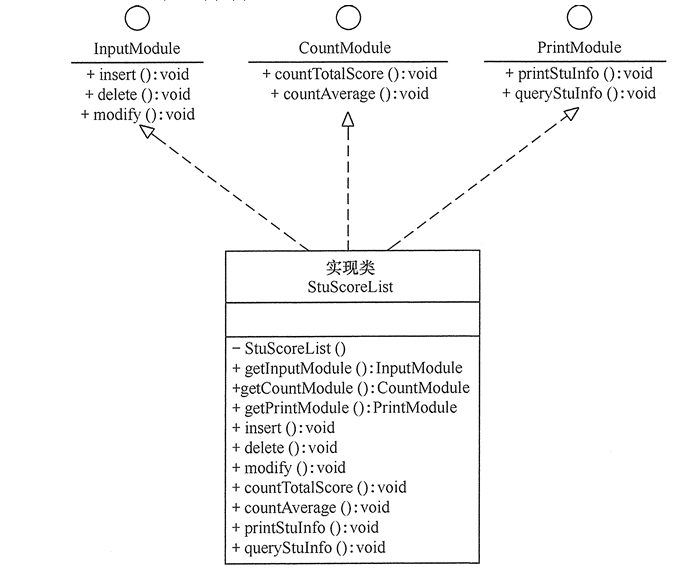 InputModule
+ insert ():void
+ delete ():void
+ modify ():void
CountModule
+ countTotalScore ():void
+ countAverage ():void
PrintModule
+ printStuInfo ():void
+ queryStuInfo ():void
实现类
StuScoreList
− StuScoreList ()
+ getInputModule ():InputModule
+getCountModule ():CountModule
+ getPrintModule ():PrintModule
+ insert ():void
+ delete ():void
+ modify ():void
+ countTotalScore ():void
+ countAverage ():void
+ printStuInfo ():void
+ queryStuInfo ():void